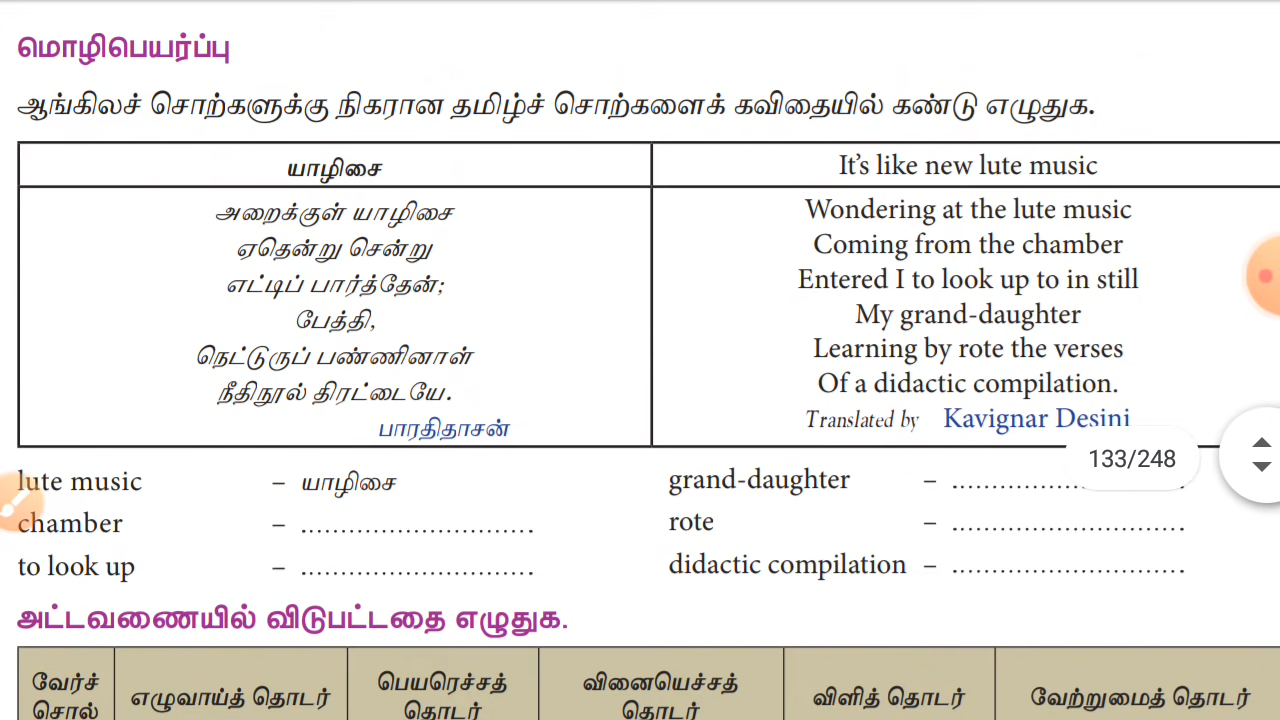 மொழிபெயர்ப்பு
ஆங்கிலச் சொற்களுக்கு நிகரான தமிழ்ச் சொற்களைக் கவிதையில் கண்டு எழுதுக.
யாழிசை
அறைக்குள் யாழிசை
ஏதென்று சென்று
எட்டிப் பார்த்தேன்;
பேத்தி,
நெட்டுருப் பண்ணினாள்
நீதிநூல் திரட்டையே.
பாரதிதாசன்
It's like new lute music
Wondering at the lute music
Coming from the chamber
Entered I to look up to in still
My grand-daughter
Learning by rote the verses
Of a didactic compilation.
Translated by Kavignar Desini
133/248
lute music – யாழிசை
chamber – ..............................
to look up – ..............................
grand-daughter – ..............................
rote – ..............................
didactic compilation – ..............................
அட்டவணையில் விடுபட்டதை எழுதுக.
வேர்ச் சொல்
எழுவாய்த் தொடர்
பெயரெச்சத் தொடர்
வினையெச்சத் தொடர்
விளித் தொடர்
வேற்றுமைத் தொடர்